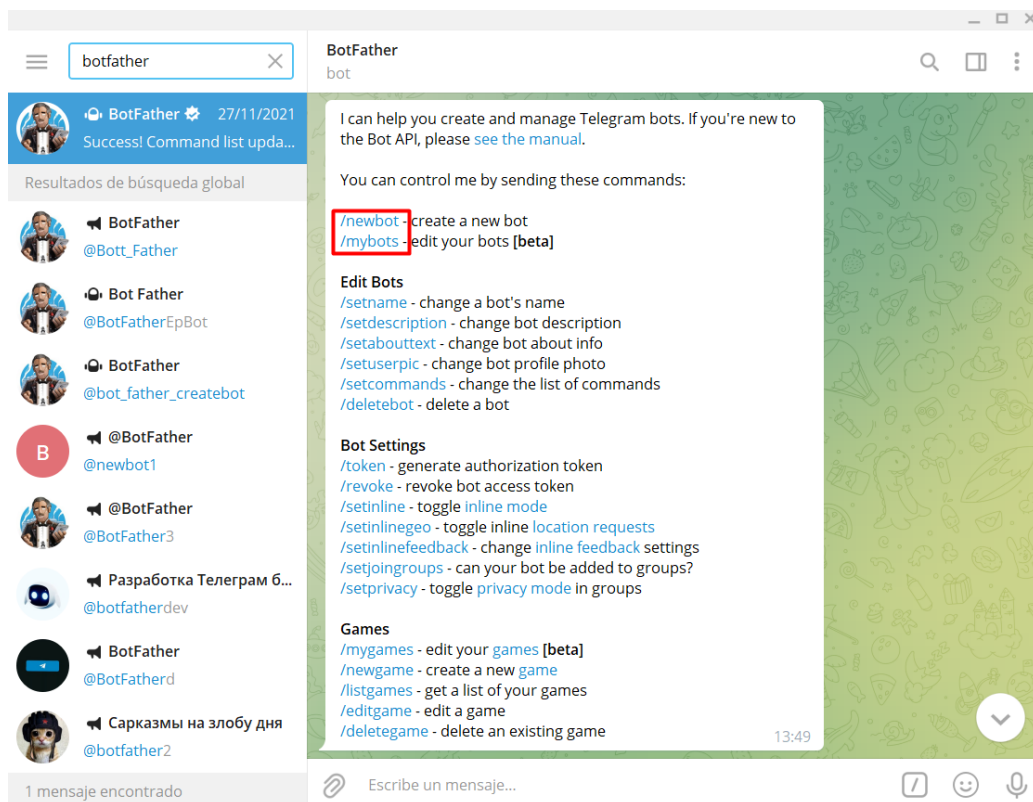 botfather
BotFather 27/11/2021
Success! Command list upda...
Resultados de búsqueda global
BotFather
@Bott_Father
Bot Father
@BotFatherEpBot
BotFather
@bot_father_createbot
B
@BotFather
@newbot1
@BotFather
@BotFather3
Разработка Телеграм б...
@botfatherdev
BotFather
@BotFatherd
Сарказмы на злобу дня
@botfather2
1 mensaje encontrado
BotFather
bot
I can help you create and manage Telegram bots. If you're new to
the Bot API, please see the manual.
You can control me by sending these commands:
/newbot - create a new bot
/mybots - edit your bots [beta]
Edit Bots
/setname - change a bot's name
/setdescription - change bot description
/setabouttext - change bot about info
/setuserpic - change bot profile photo
/setcommands - change the list of commands
/deletebot - delete a bot
Bot Settings
/token - generate authorization token
/revoke - revoke bot access token
/setinline - toggle inline mode
/setinlinegeo - toggle inline location requests
/setinlinefeedback - change inline feedback settings
/setjoingroups - can your bot be added to groups?
/setprivacy - toggle privacy mode in groups
Games
/mygames - edit your games [beta]
/newgame - create a new game
/listgames - get a list of your games
/editgame - edit a game
/deletegame - delete an existing game
13:49
Escribe un mensaje...